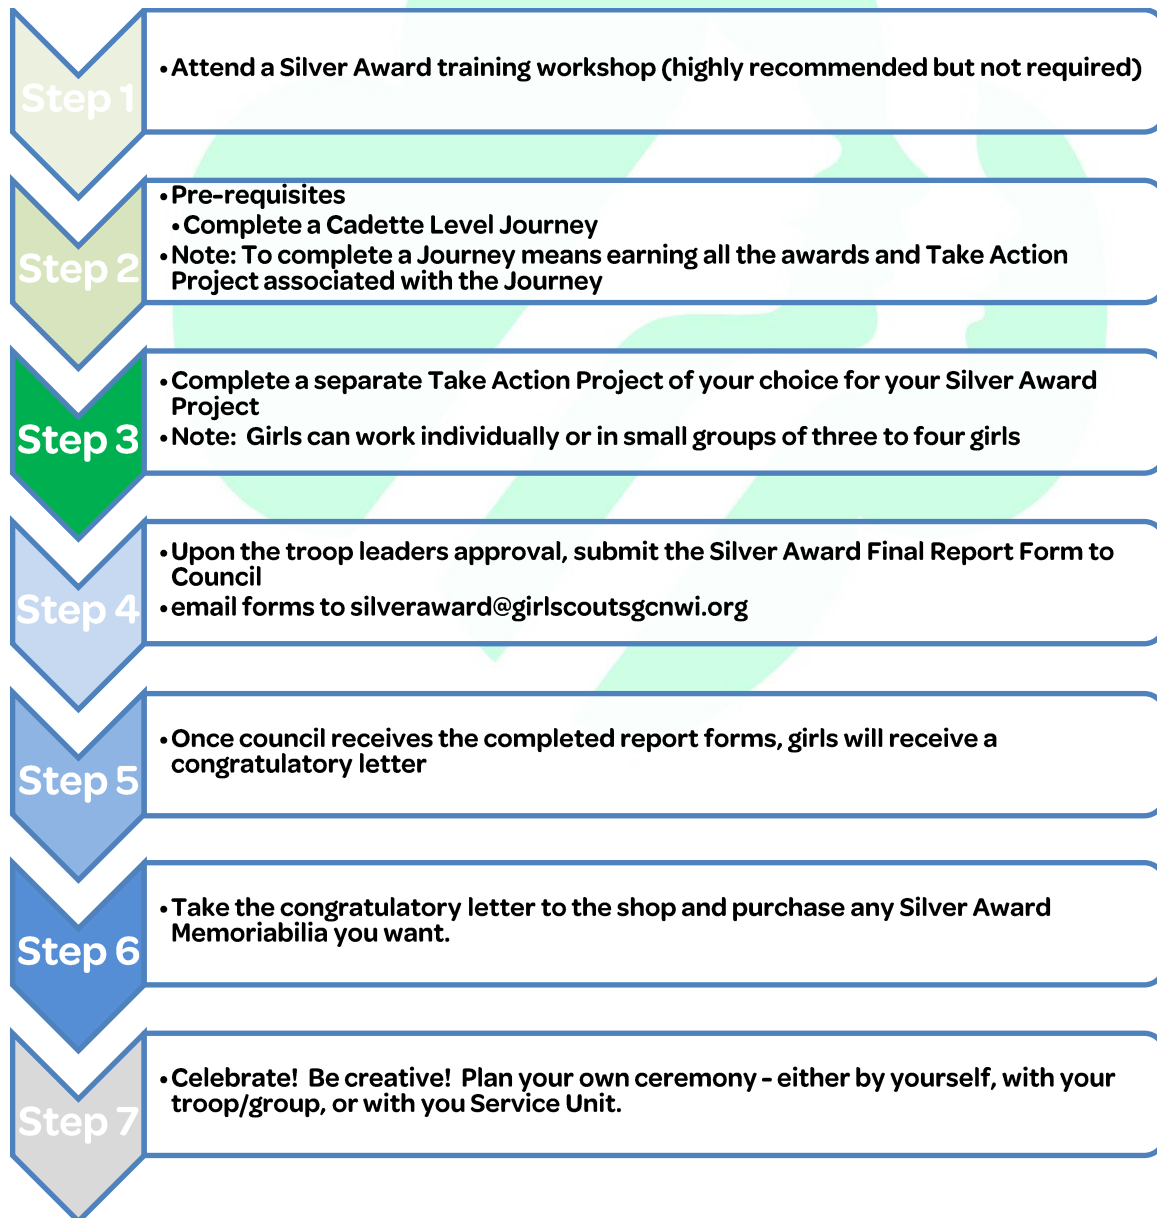 Step 1
•Attend a Silver Award training workshop (highly recommended but not required)
Step 2
•Pre-requisites
•Complete a Cadette Level Journey
•Note: To complete a Journey means earning all the awards and Take Action
Project associated with the Journey
Step 3
•Complete a separate Take Action Project of your choice for your Silver Award
Project
•Note:  Girls can work individually or in small groups of three to four girls
Step 4
•Upon the troop leaders approval, submit the Silver Award Final Report Form to
Council
•email forms to silveraward@girlscoutsgcnwi.org
Step 5
•Once council receives the completed report forms, girls will receive a
congratulatory letter
Step 6
•Take the congratulatory letter to the shop and purchase any Silver Award
Memoriabilia you want.
Step 7
•Celebrate!  Be creative!  Plan your own ceremony – either by yourself, with your
troop/group, or with you Service Unit.